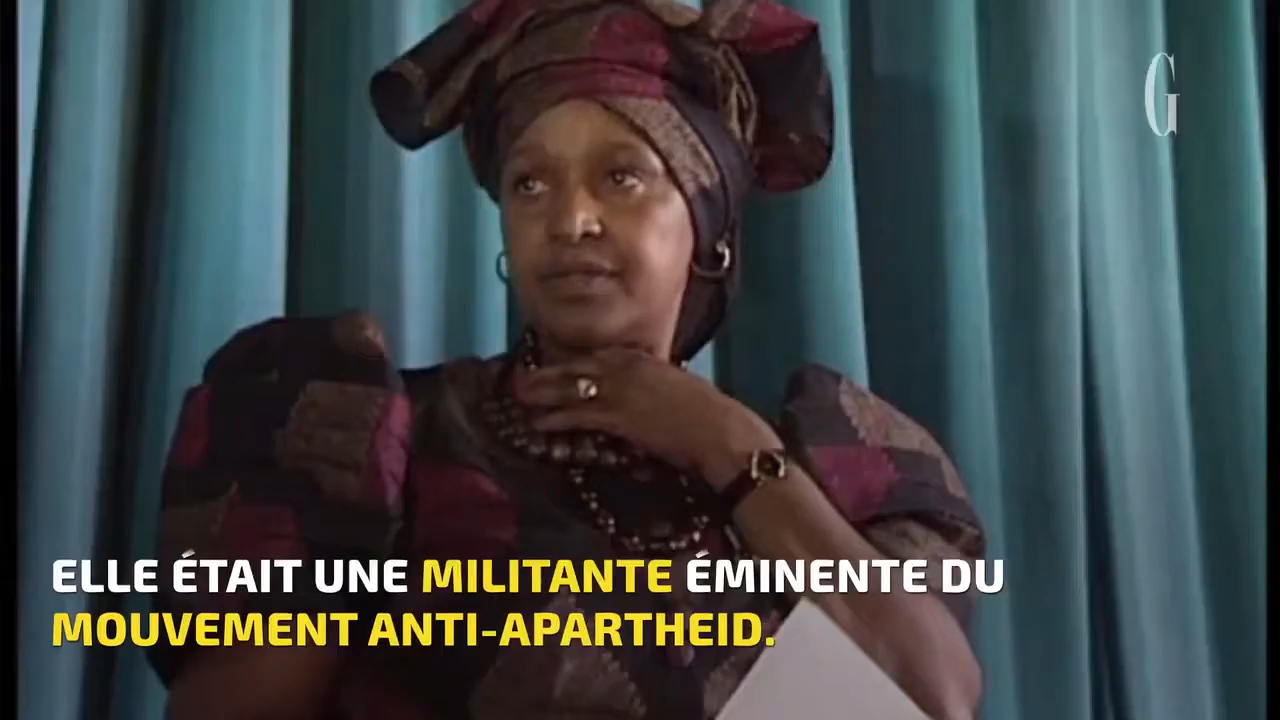 G
ELLE ÉTAIT UNE MILITANTE ÉMINENTE DU
MOUVEMENT ANTI-APARTHEID.